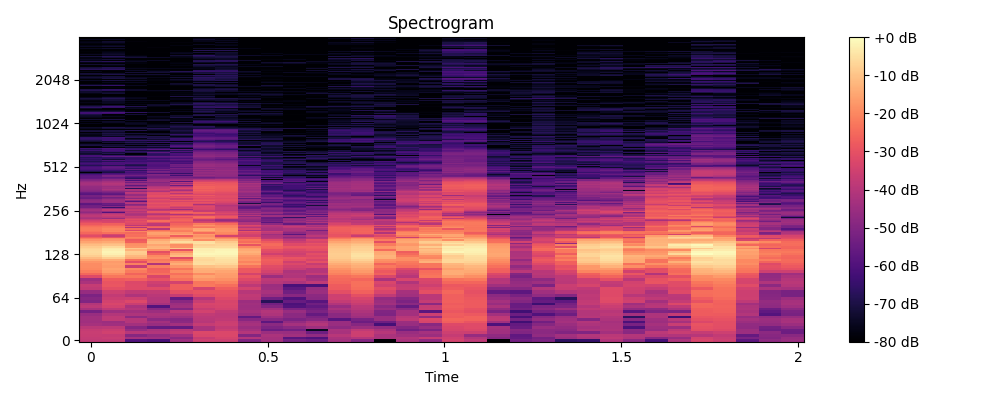 Spectrogram
Hz
2048
1024
512
256
128
64
0
0
0.5
1
1.5
2
Time
+0 dB
-10 dB
-20 dB
-30 dB
-40 dB
-50 dB
-60 dB
-70 dB
-80 dB